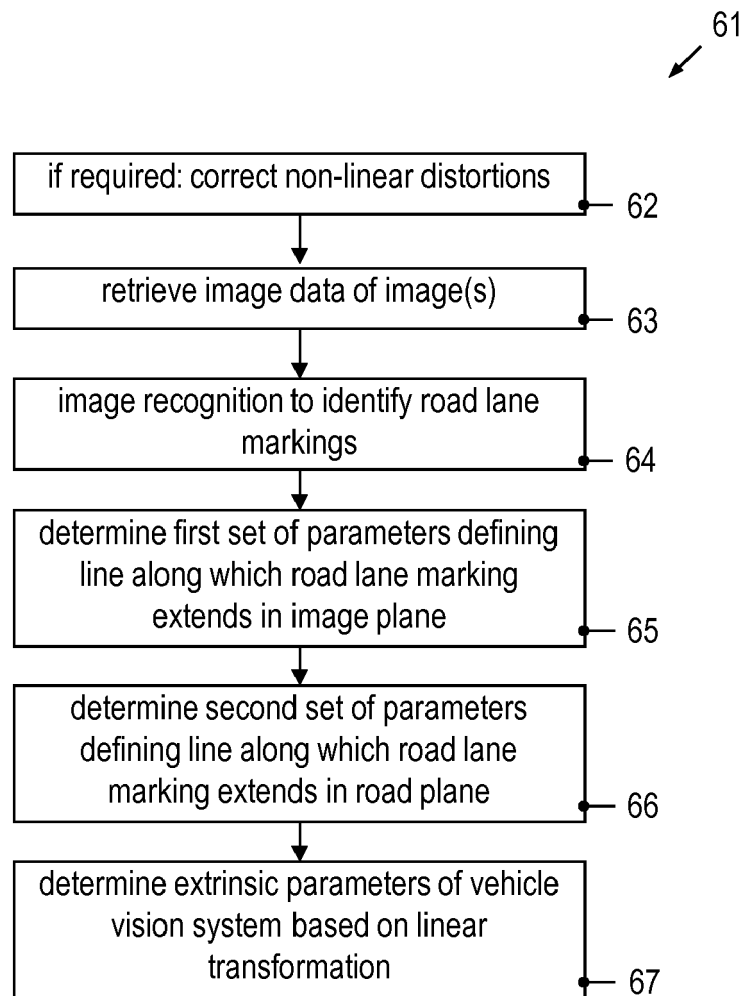 61
if required: correct non-linear distortions
62
retrieve image data of image(s)
63
image recognition to identify road lane
markings
64
determine first set of parameters defining
line along which road lane marking
extends in image plane
65
determine second set of parameters
defining line along which road lane
marking extends in road plane
66
determine extrinsic parameters of vehicle
vision system based on linear
transformation
67